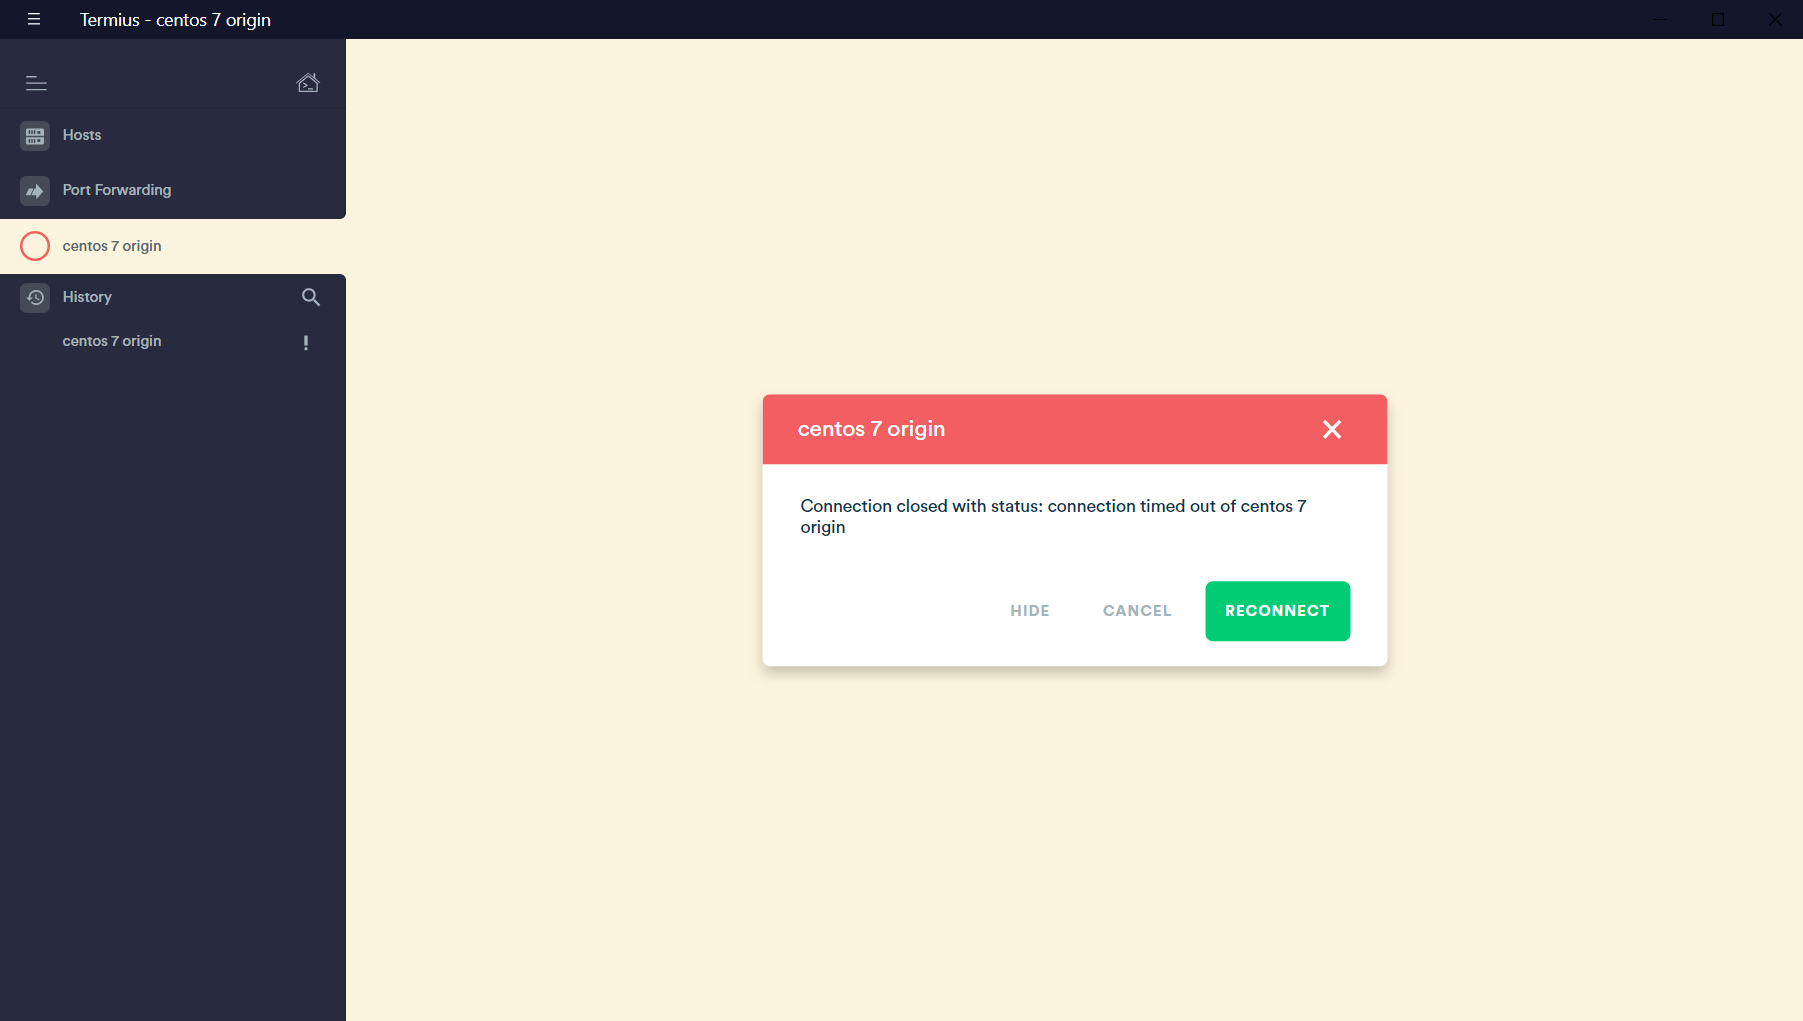 Termius - centos 7 origin
Hosts
Port Forwarding
centos 7 origin
History
centos 7 origin
centos 7 origin
Connection closed with status: connection timed out of centos 7
origin
HIDE CANCEL RECONNECT